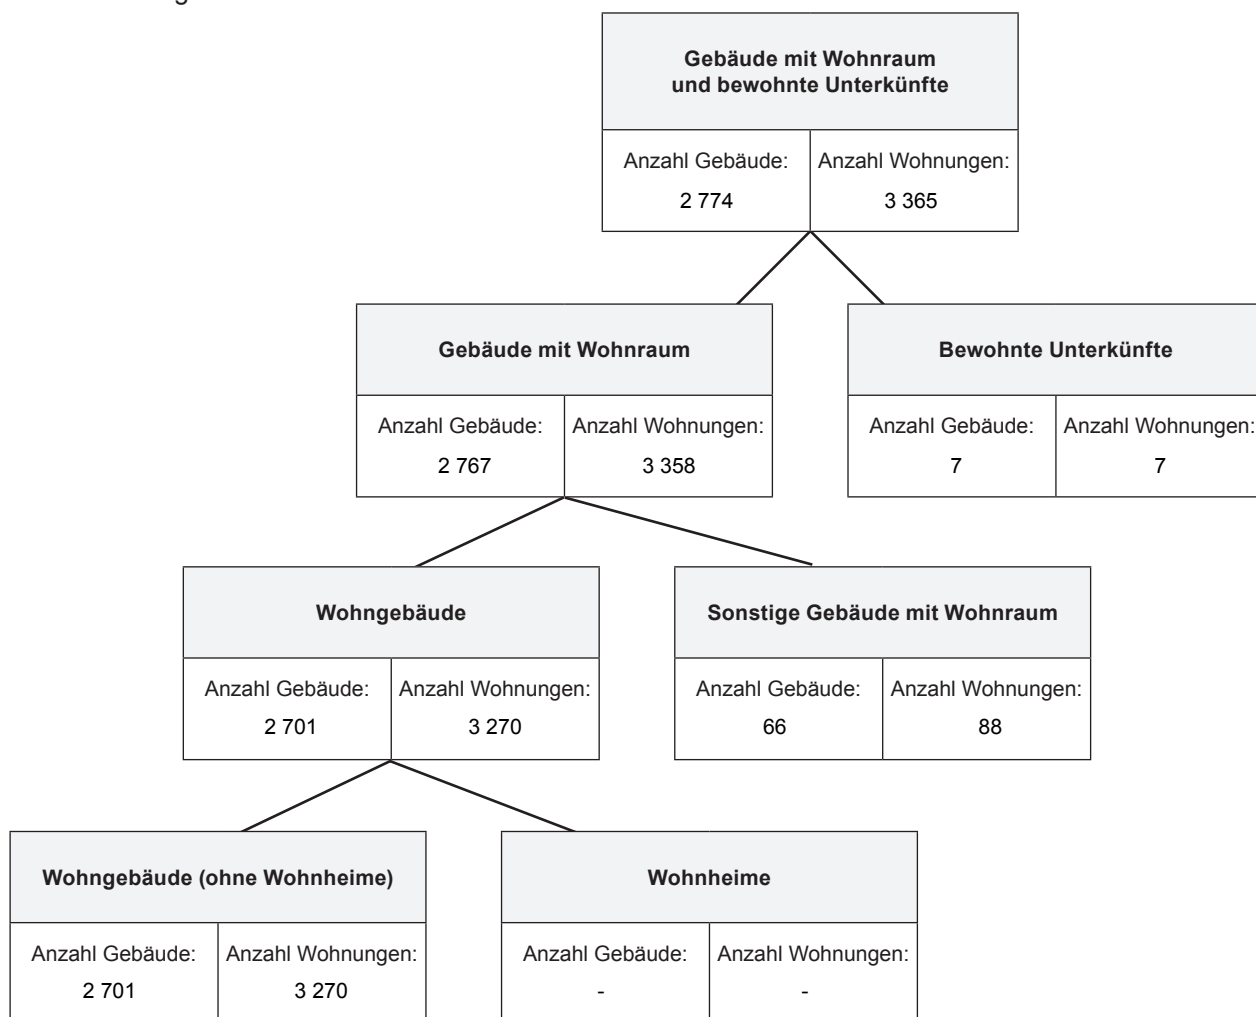 Gebäude mit Wohnraum
und bewohnte Unterkünfte
Anzahl Gebäude:
2 774
Anzahl Wohnungen:
3 365
Gebäude mit Wohnraum
Anzahl Gebäude:
2 767
Anzahl Wohnungen:
3 358
Bewohnte Unterkünfte
Anzahl Gebäude:
7
Anzahl Wohnungen:
7
Wohngebäude
Anzahl Gebäude:
2 701
Anzahl Wohnungen:
3 270
Sonstige Gebäude mit Wohnraum
Anzahl Gebäude:
66
Anzahl Wohnungen:
88
Wohngebäude (ohne Wohnheime)
Anzahl Gebäude:
2 701
Anzahl Wohnungen:
3 270
Wohnheime
Anzahl Gebäude:
-
Anzahl Wohnungen:
-